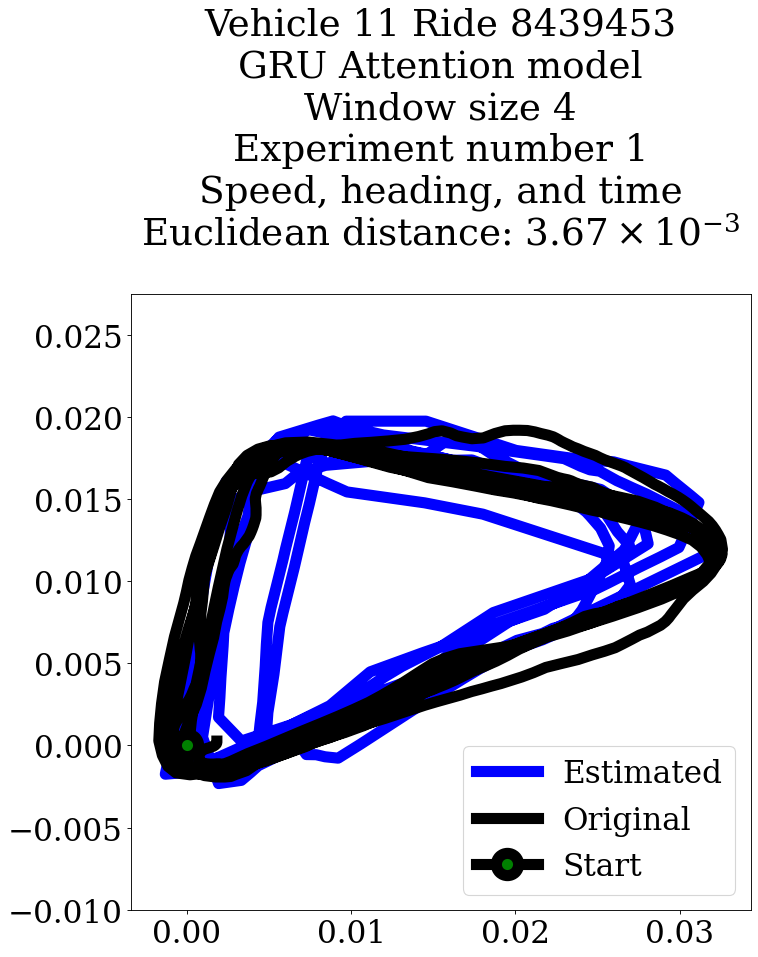 Vehicle 11 Ride 8439453
GRU Attention model
Window size 4
Experiment number 1
Speed, heading, and time
Euclidean distance: 3.67 × 10⁻³
0.025
0.020
0.015
0.010
0.005
0.000
−0.005
−0.010
Estimated
Original
Start
0.00 0.01 0.02 0.03